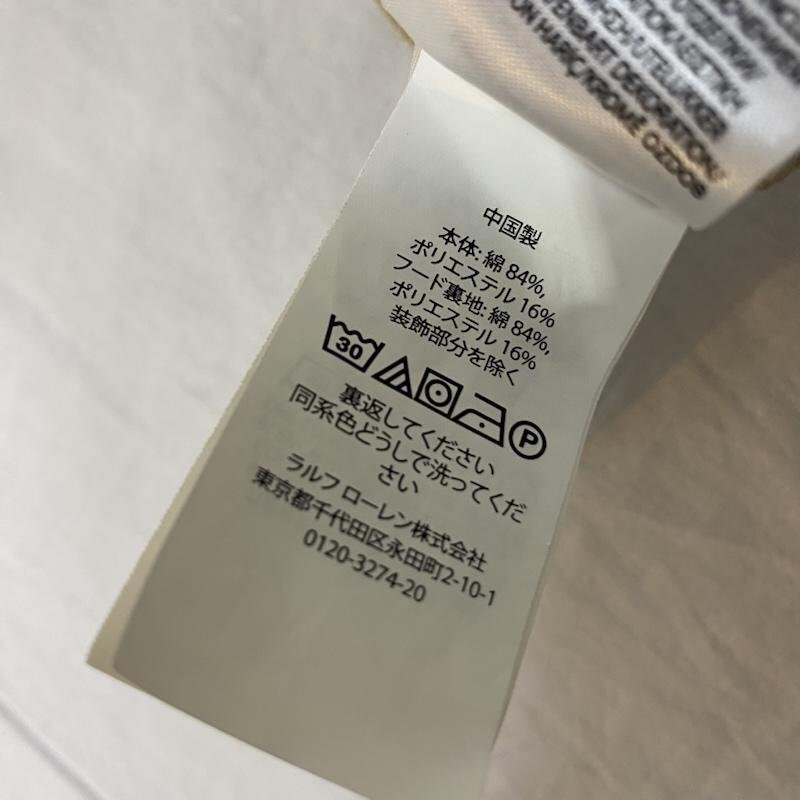 OZDOB
中国製
本体: 綿 84%,
ポリエステル 16%
フード裏地: 綿 84%,
ポリエステル 16%
装飾部分を除く
30
P
裏返してください
同系色どうしで洗ってくだ
さい
ラルフ ローレン株式会社
東京都千代田区永田町2-10-1
0120-3274-20